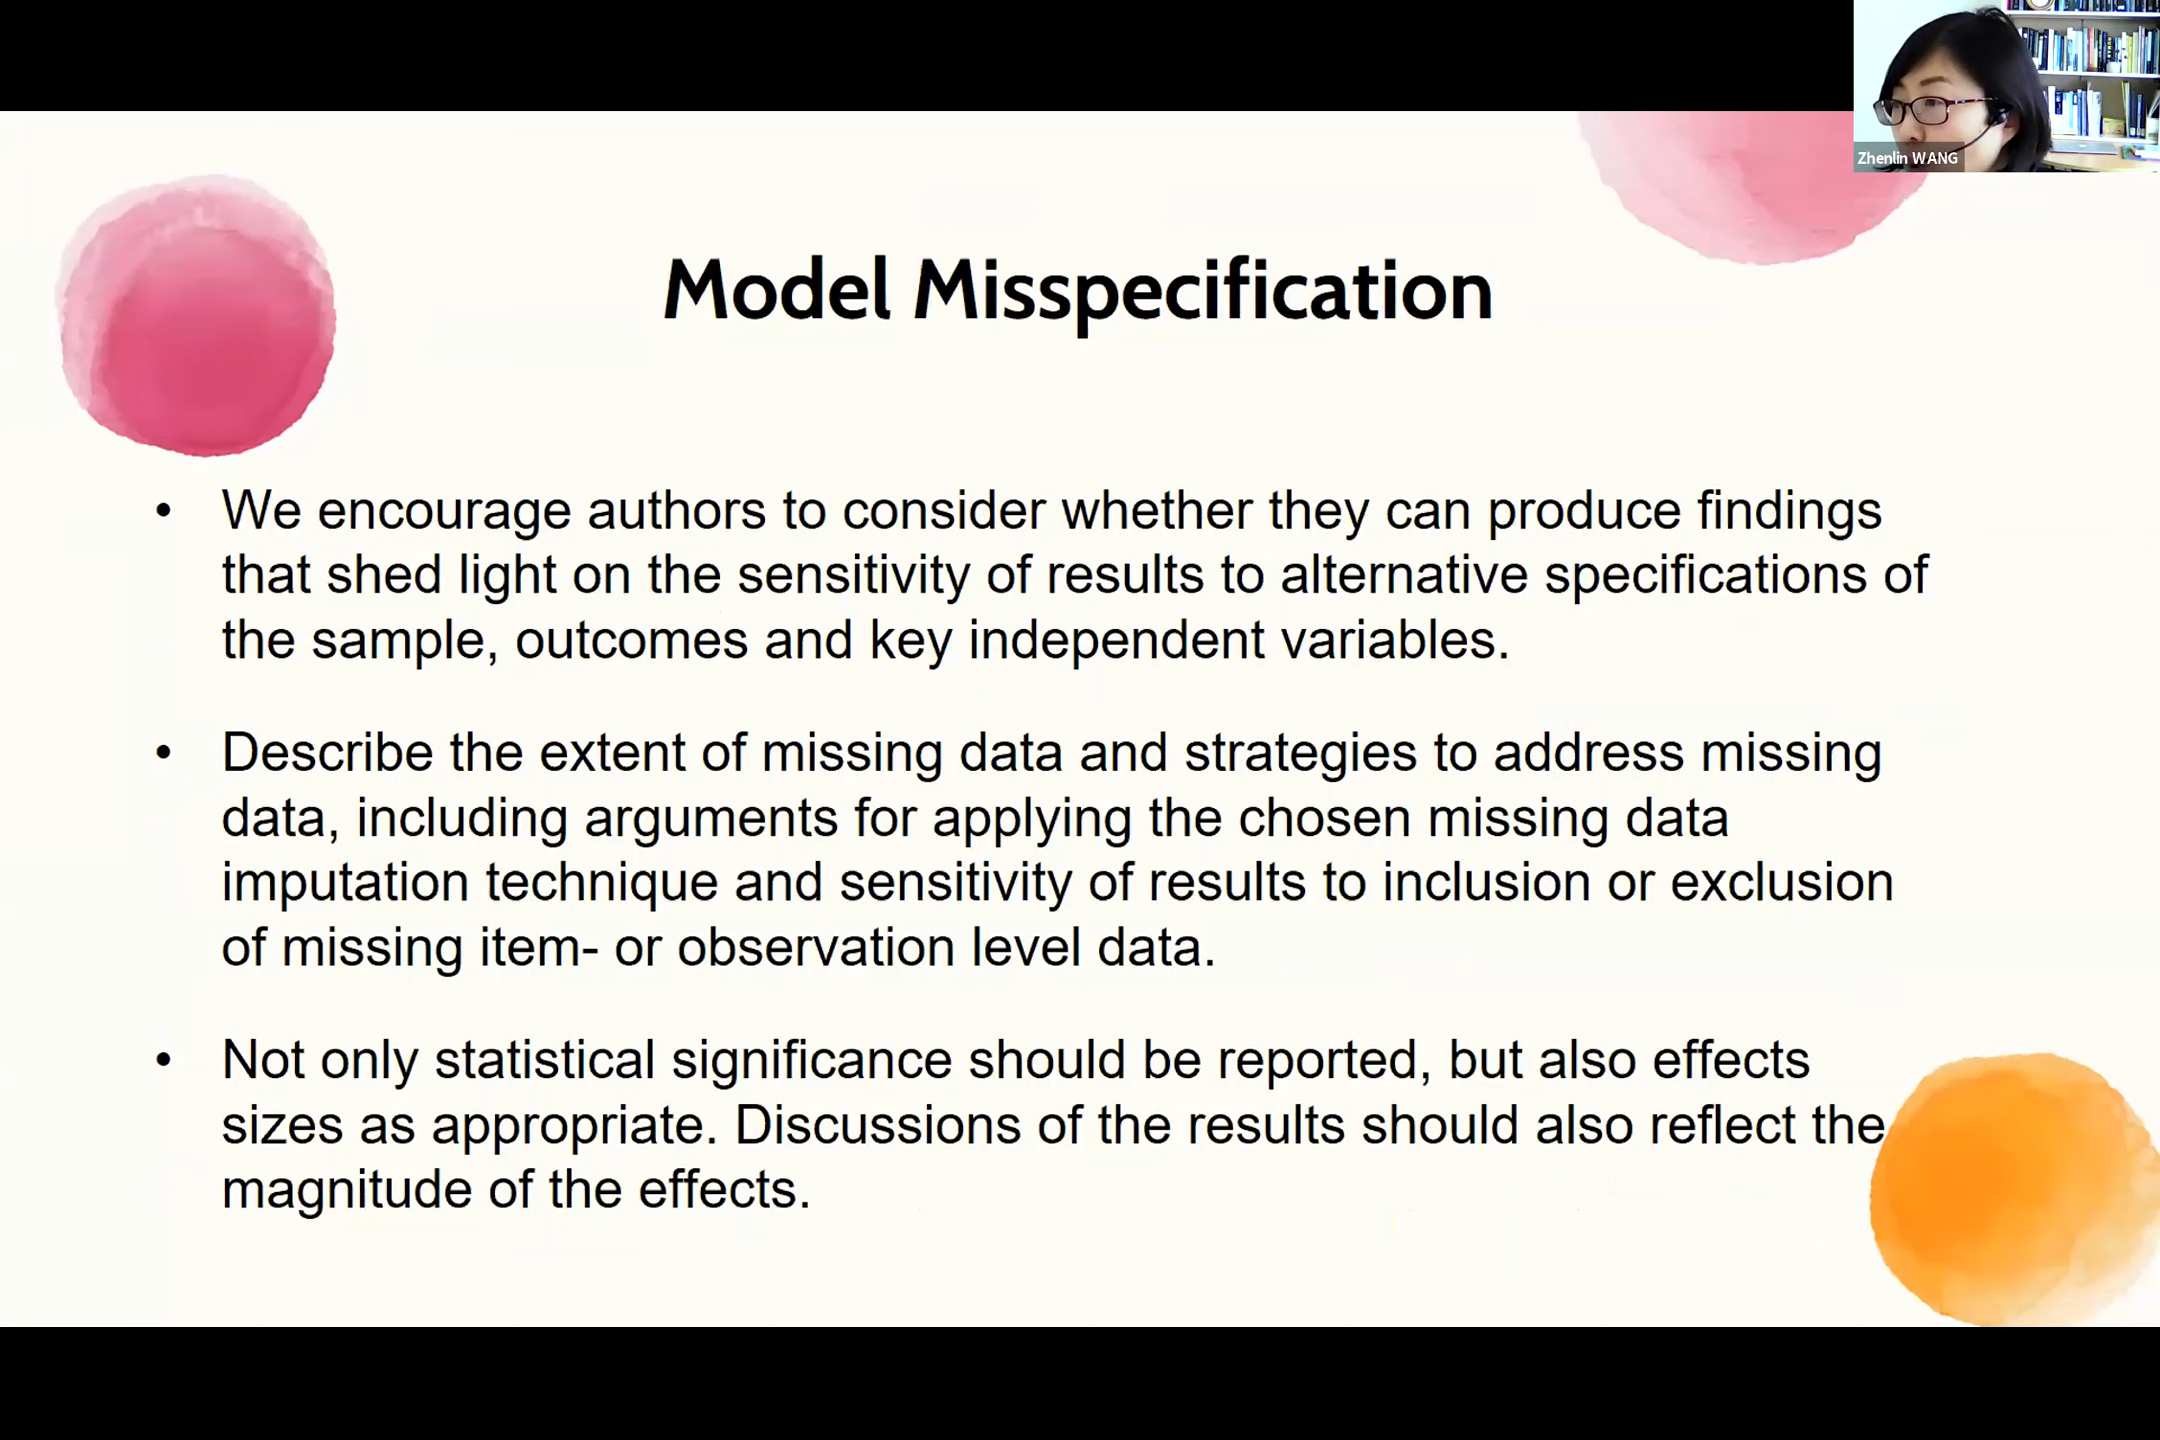 Zhenlin WANG
Model Misspecification
• We encourage authors to consider whether they can produce findings
that shed light on the sensitivity of results to alternative specifications of
the sample, outcomes and key independent variables.
• Describe the extent of missing data and strategies to address missing
data, including arguments for applying the chosen missing data
imputation technique and sensitivity of results to inclusion or exclusion
of missing item- or observation level data.
• Not only statistical significance should be reported, but also effects
sizes as appropriate. Discussions of the results should also reflect the
magnitude of the effects.